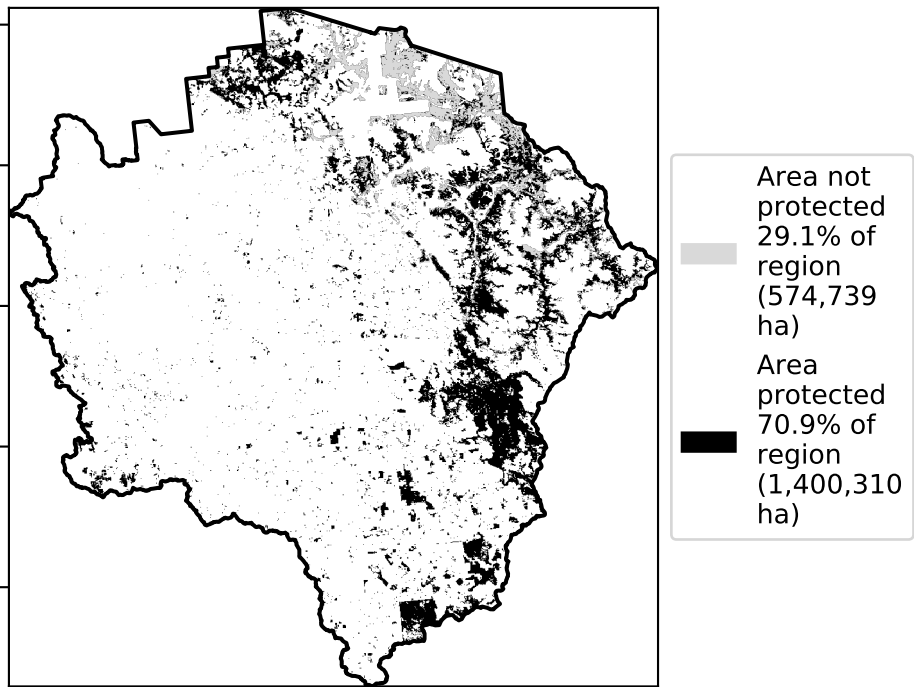 Area not
protected
29.1% of
region
(574,739
ha)
Area
protected
70.9% of
region
(1,400,310
ha)